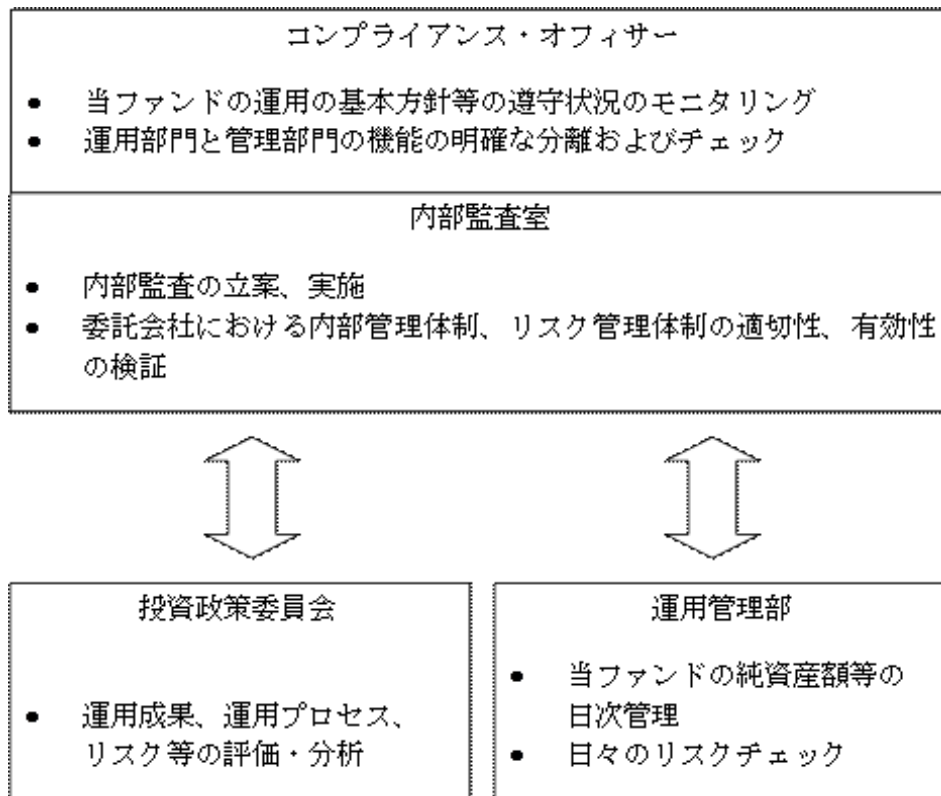 コンプライアンス・オフィサー
● 当ファンドの運用の基本方針等の遵守状況のモニタリング
● 運用部門と管理部門の機能の明確な分離およびチェック
内部監査室
● 内部監査の立案、実施
● 委託会社における内部管理体制、リスク管理体制の適切性、有効性
の検証
投資政策委員会
● 運用成果、運用プロセス、
リスク等の評価・分析
運用管理部
● 当ファンドの純資産額等の
日次管理
● 日々のリスクチェック